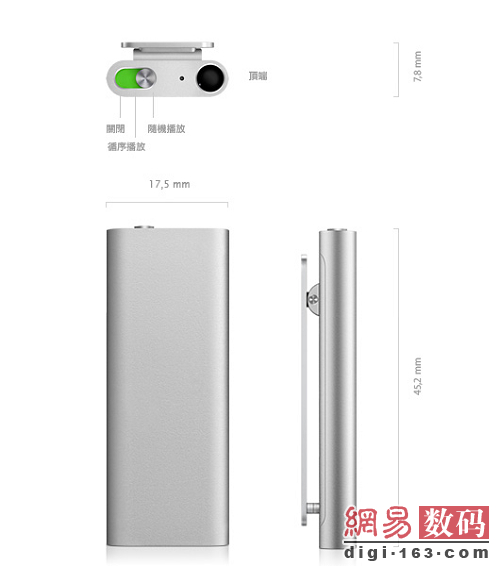 頂端
7,8 mm
關閉
隨機播放
循序播放
17,5 mm
45,2 mm
網易数码
digi·163·com